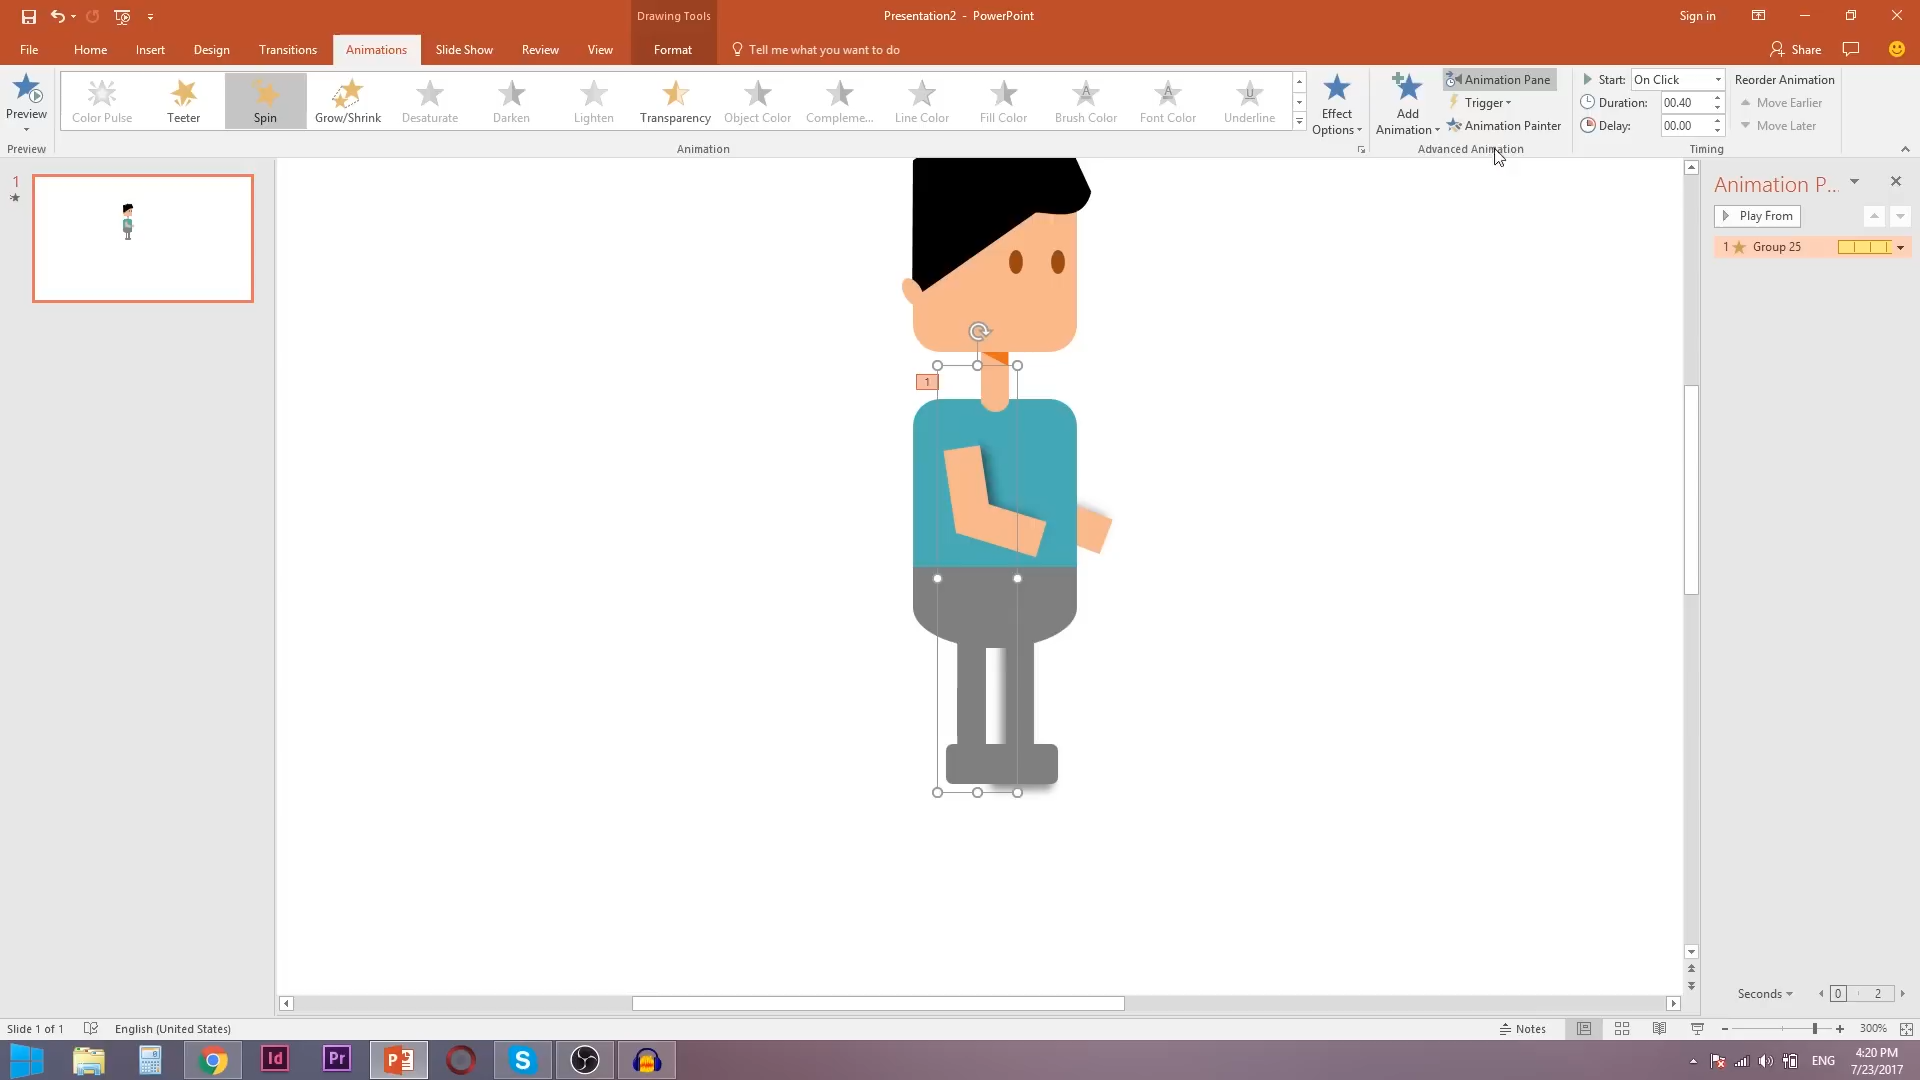 Drawing Tools
Presentation2 - PowerPoint
Sign in
File Home Insert Design Transitions Animations Slide Show Review View Format Tell me what you want to do Share
Preview
Color Pulse Teeter Spin Grow/Shrink Desaturate Darken Lighten Transparency Object Color Compleme... Line Color Fill Color Brush Color Font Color Underline
Effect
Options
Add
Animation
Animation Pane
Trigger
Animation Painter
Start: On Click
Duration: 00.40
Delay: 00.00
Reorder Animation
Move Earlier
Move Later
Preview Animation Advanced Animation Timing
1
Animation P...
Play From
1 Group 25
1
Seconds 0 2
Slide 1 of 1 English (United States) Notes 300%
Id Pr
ENG
4:20 PM
7/23/2017